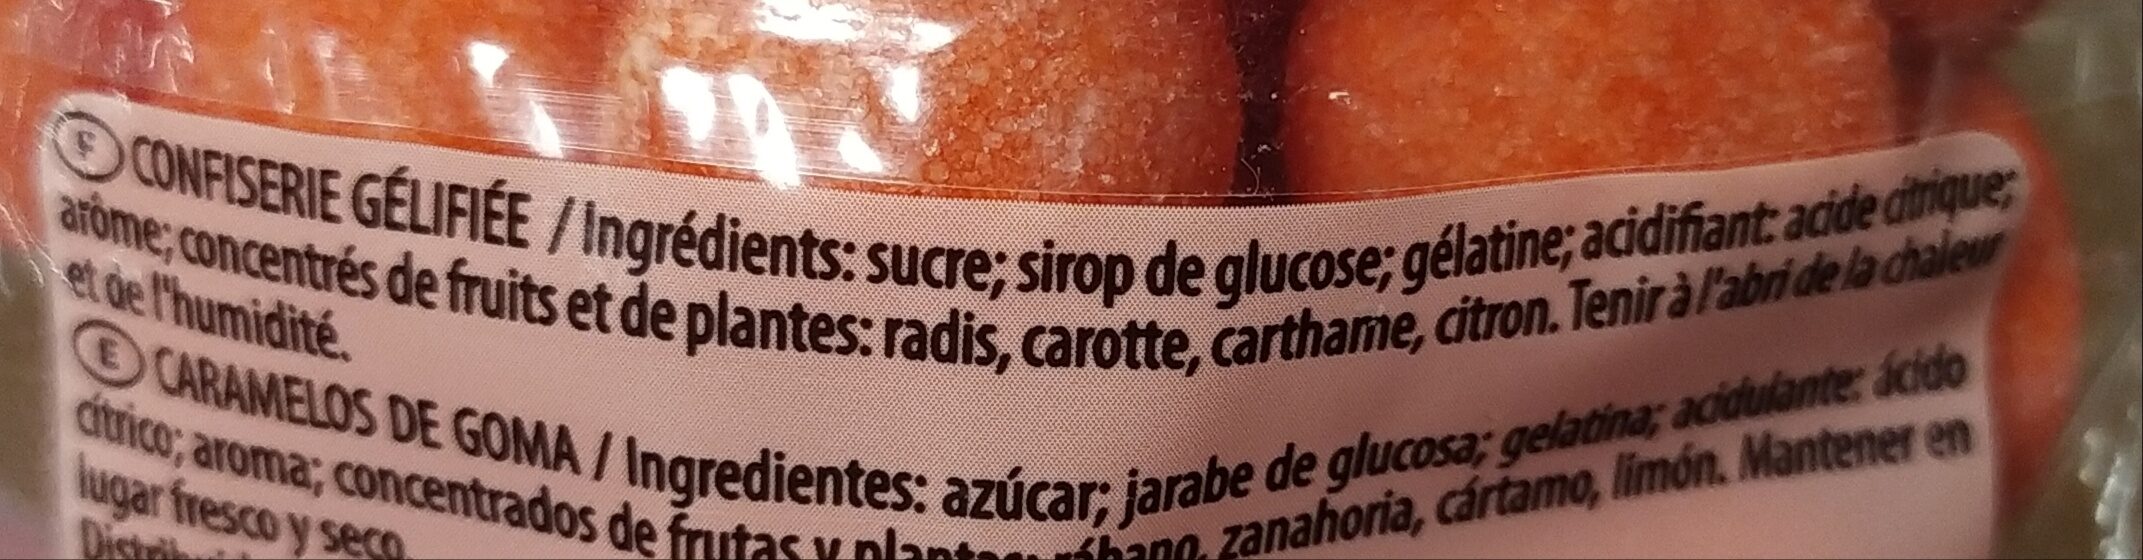 F CONFISERIE GÉLIFIÉE / Ingrédients: sucre; sirop de glucose; gélatine; acidifiant: acide citrique;
arôme; concentrés de fruits et de plantes: radis, carotte, carthame, citron. Tenir à l'abri de la chaleur
et de l'humidité.
E CARAMELOS DE GOMA / Ingredientes: azúcar; jarabe de glucosa; gelatina; acidulante: ácido
cítrico; aroma; concentrados de frutas y plantas: rábano, zanahoria, cártamo, limón. Mantener en
lugar fresco y seco.